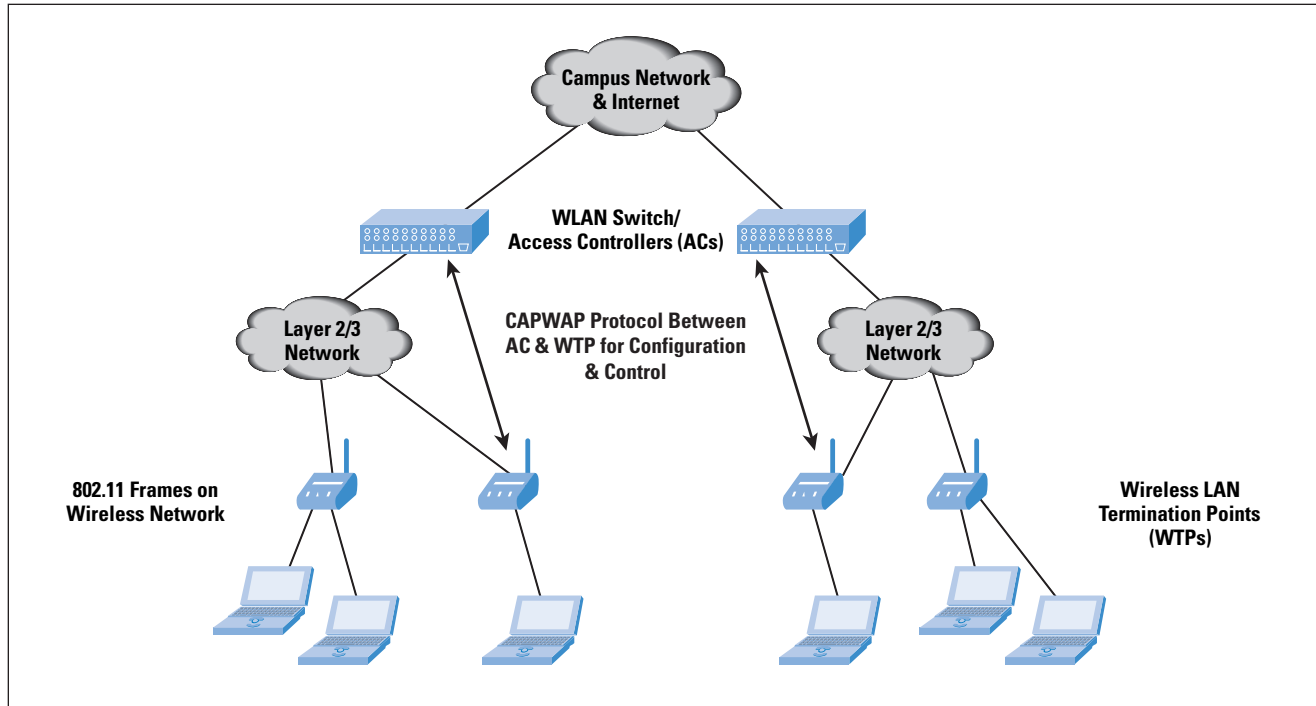 Campus Network
& Internet
WLAN Switch/
Access Controllers (ACs)
Layer 2/3
Network
CAPWAP Protocol Between
AC & WTP for Configuration
& Control
Layer 2/3
Network
802.11 Frames on
Wireless Network
Wireless LAN
Termination Points
(WTPs)